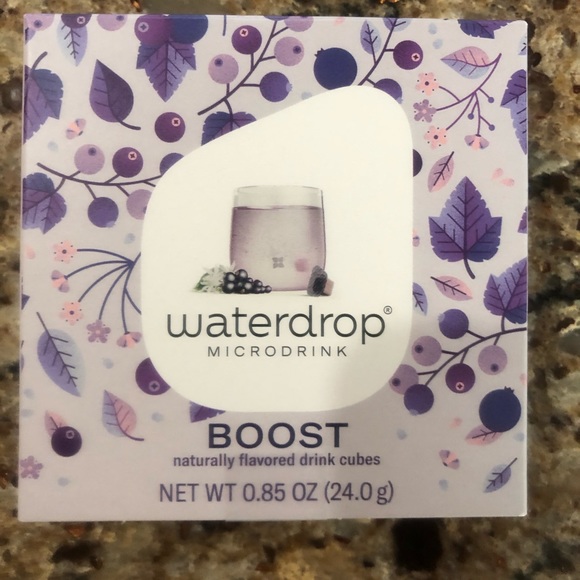 waterdrop®
MICRODRINK
BOOST
naturally flavored drink cubes
NET WT 0.85 OZ (24.0 g)